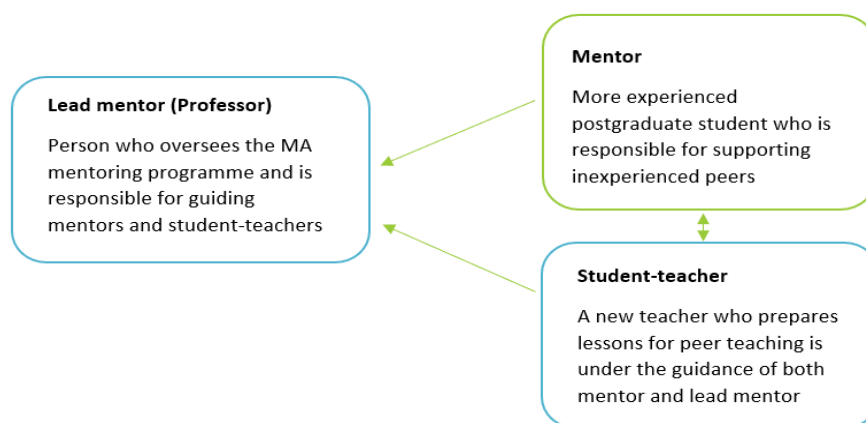 Lead mentor (Professor)
Person who oversees the MA
mentoring programme and is
responsible for guiding
mentors and student-teachers
Mentor
More experienced
postgraduate student who is
responsible for supporting
inexperienced peers
Student-teacher
A new teacher who prepares
lessons for peer teaching is
under the guidance of both
mentor and lead mentor